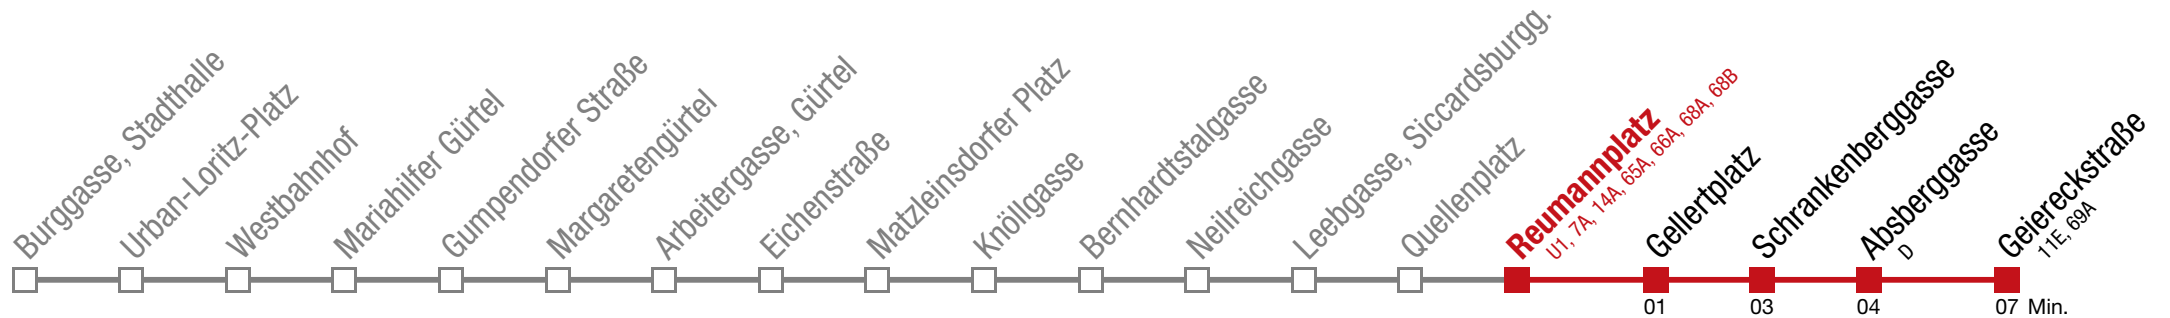 Burggasse, Stadthalle
Urban-Loritz-Platz
Westbahnhof
Mariahilfer Gürtel
Gumpendorfer Straße
Margaretengürtel
Arbeitergasse, Gürtel
Eichenstraße
Matzleinsdorfer Platz
Knöllgasse
Bernhardtstalgasse
Neilreichgasse
Leebgasse, Siccardsburgg.
Quellenplatz
Reumannplatz
U1, 7A, 14A, 65A, 66A, 68A, 68B
Gellertplatz
Schrankenberggasse
Absberggasse
D
Geiereckstraße
11E, 69A
01
03
04
07 Min.